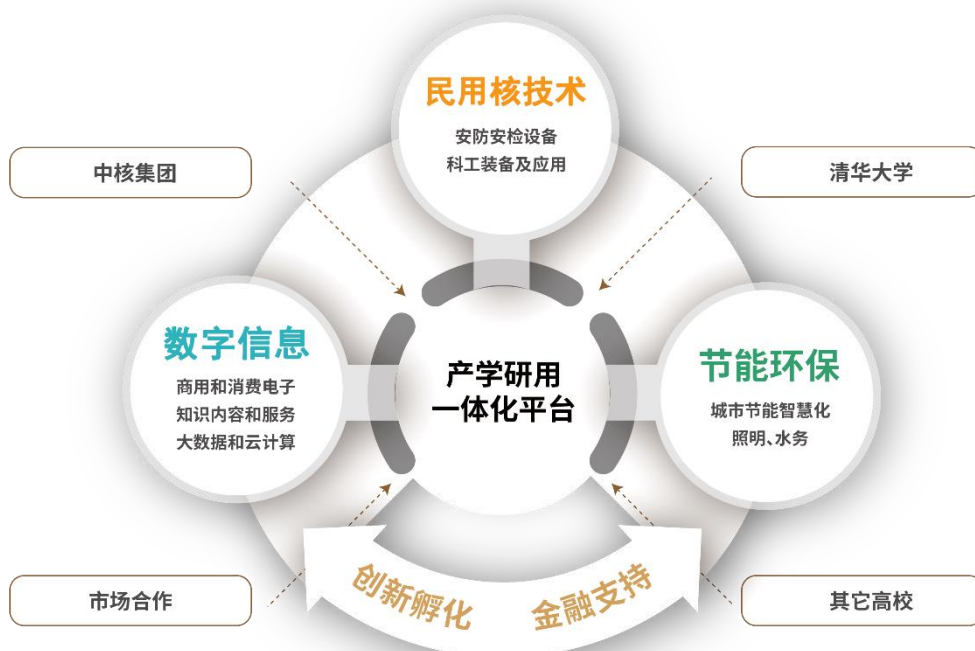 民用核技术
安防安检设备
科工装备及应用
中核集团
清华大学
数字信息
商用和消费电子
知识内容和服务
大数据和云计算
产学研用
一体化平台
节能环保
城市节能智慧化
照明、水务
创新孵化
金融支持
市场合作
其它高校